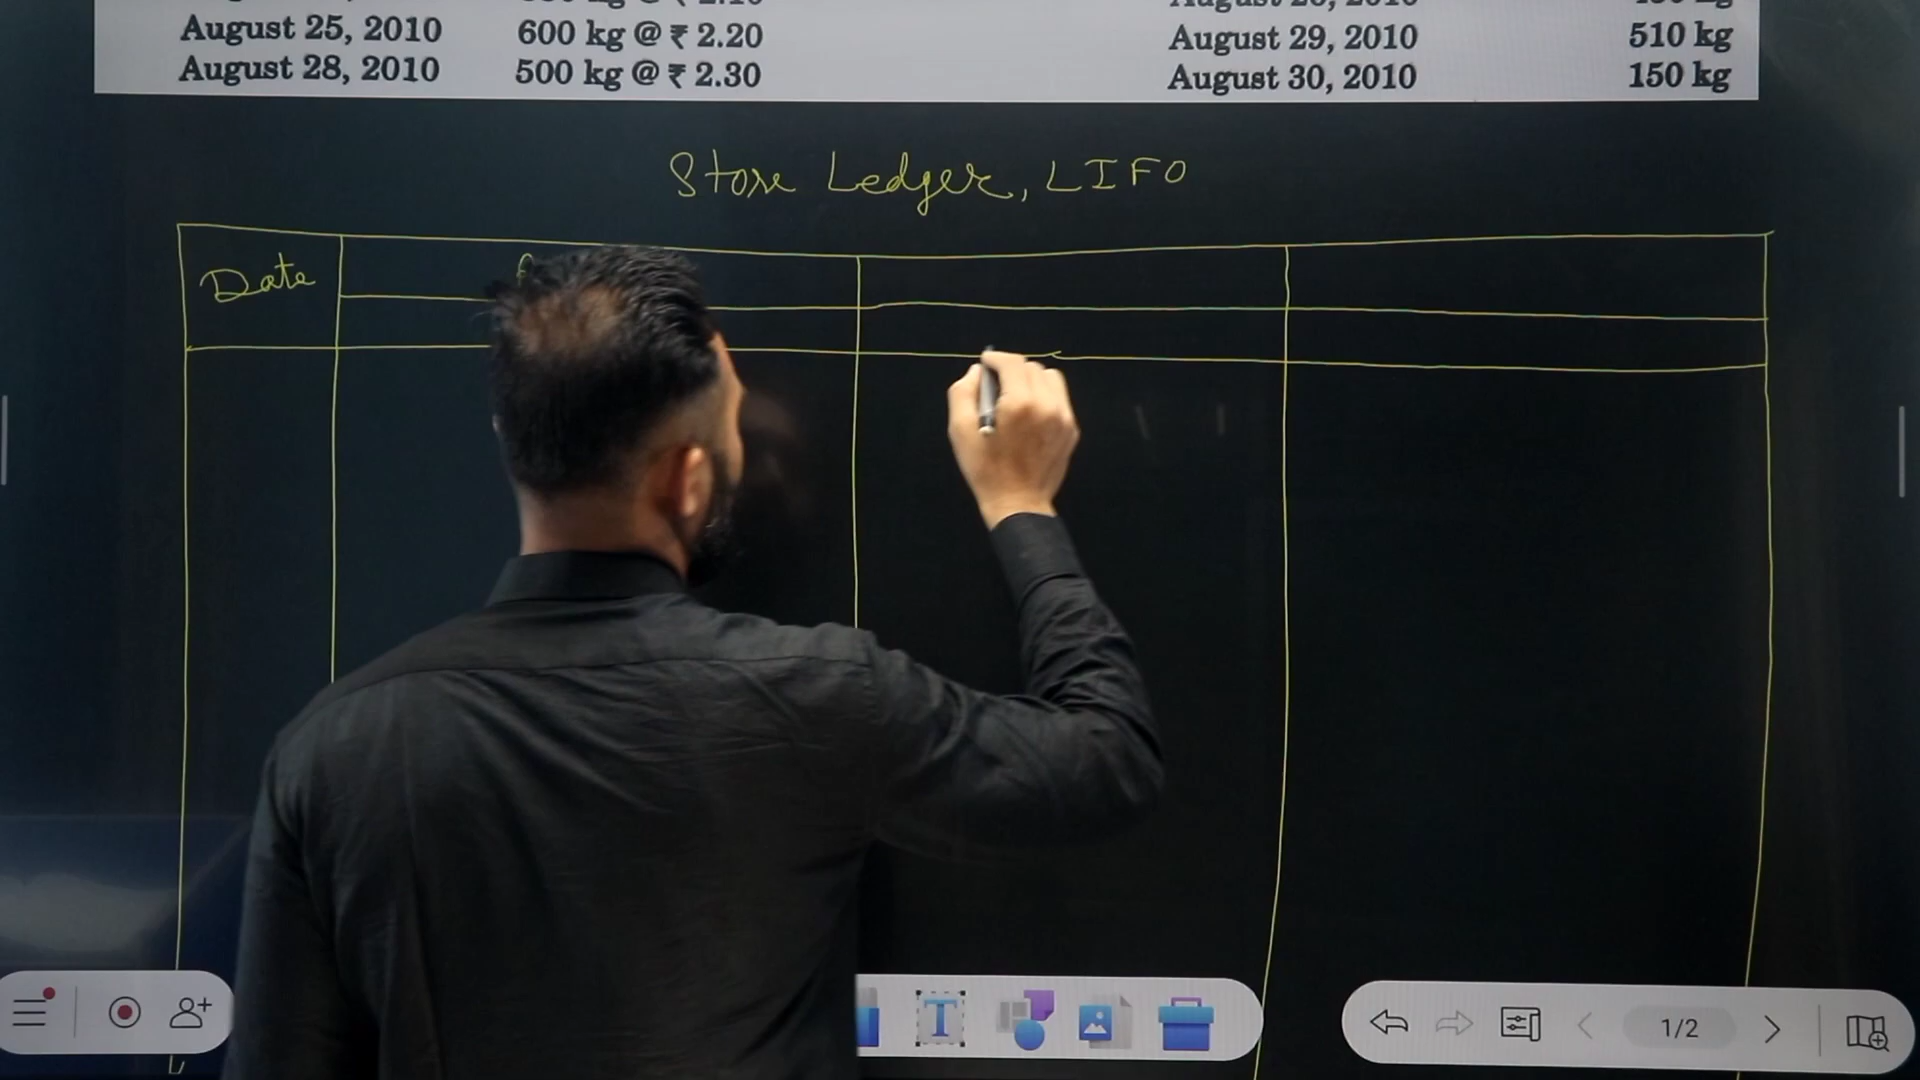 August 25, 2010 600 kg @ ₹ 2.20 August 29, 2010 510 kg
August 28, 2010 500 kg @ ₹ 2.30 August 30, 2010 150 kg
Store Ledger, LIFO
Date
T
1/2